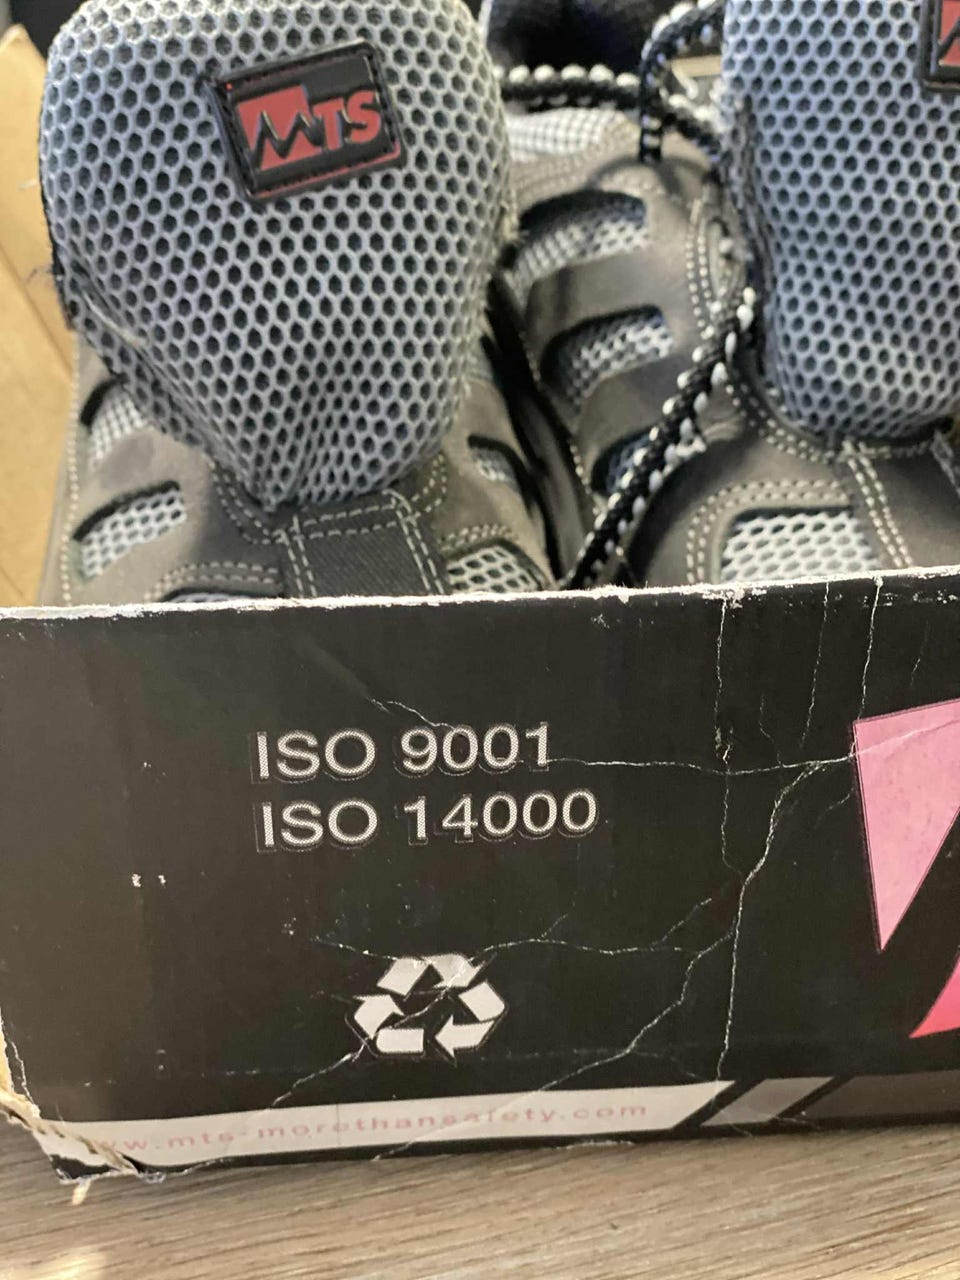 MTS
ISO 9001
ISO 14000
www.mts-morethansafety.com